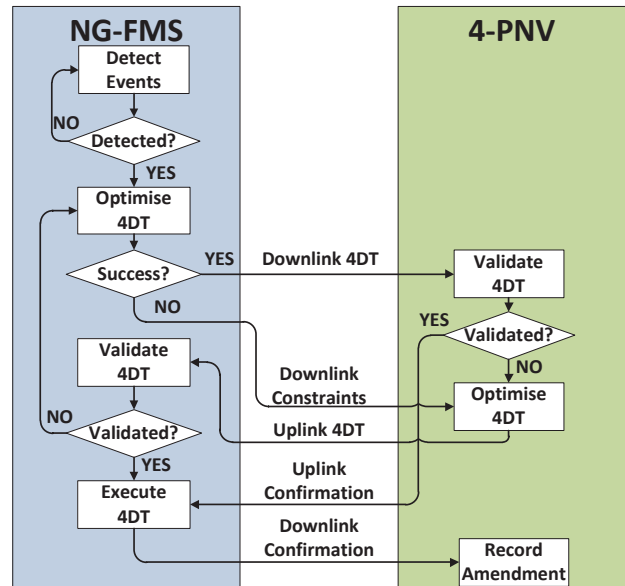 NG-FMS
4-PNV
Detect
Events
NO
Detected?
YES
Optimise
4DT
YES
Downlink 4DT
Success?
Validate
4DT
NO
YES
Validated?
Validate
4DT
NO
Downlink
Constraints
Optimise
4DT
NO
Validated?
Uplink 4DT
YES
Uplink
Confirmation
Execute
4DT
Downlink
Confirmation
Record
Amendment